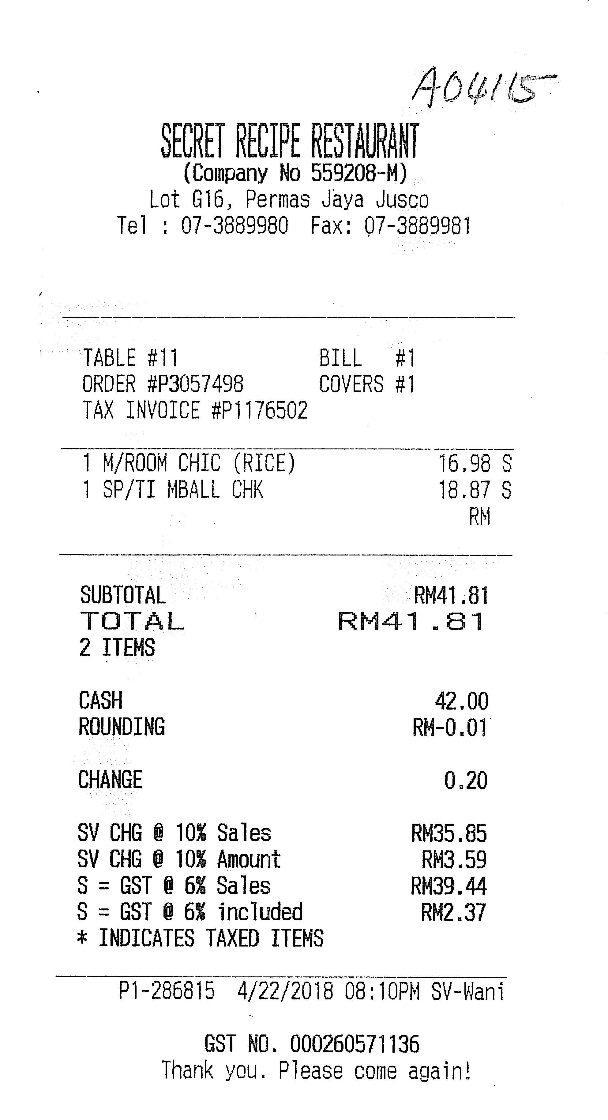 A04115
SECRET RECIPE RESTAURANT
(Company No 559208-M)
Lot G16, Permas Jaya Jusco
Tel : 07-3889980 Fax: 07-3889981
TABLE #11 BILL #1
ORDER #P3057498 COVERS #1
TAX INVOICE #P1176502
1 M/ROOM CHIC (RICE) 16.98 S
1 SP/TI MBALL CHK 18.87 S
RM
SUBTOTAL RM41.81
TOTAL RM41.81
2 ITEMS
CASH 42.00
ROUNDING RM-0.01
CHANGE 0.20
SV CHG @ 10% Sales RM35.85
SV CHG @ 10% Amount RM3.59
S = GST @ 6% Sales RM39.44
S = GST @ 6% included RM2.37
* INDICATES TAXED ITEMS
P1-286815 4/22/2018 08:10PM SV-Wani
GST NO. 000260571136
Thank you. Please come again!